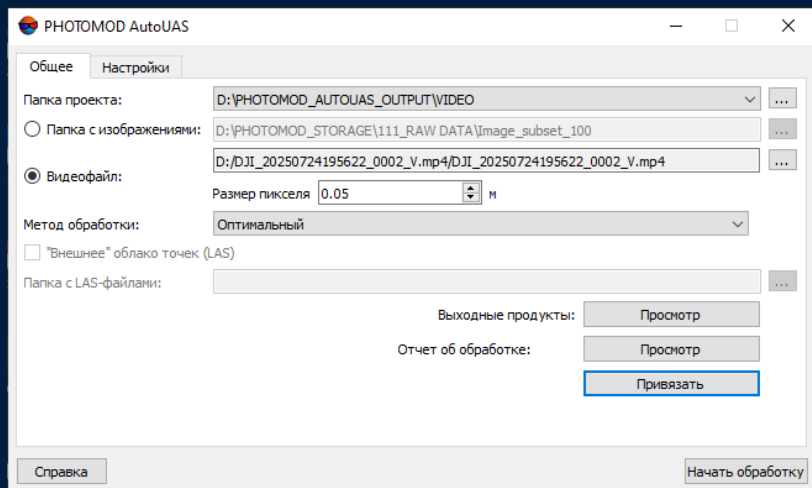 PHOTOMOD AutoUAS
Общее Настройки
Папка проекта: D:\PHOTOMOD_AUTOUAS_OUTPUT\VIDEO ...
Папка с изображениями: D:\PHOTOMOD_STORAGE\111_RAW DATA\Image_subset_100 ...
Видеофайл: D:/DJI_20250724195622_0002_V.mp4/DJI_20250724195622_0002_V.mp4 ...
Размер пикселя 0.05 м
Метод обработки: Оптимальный
"Внешнее" облако точек (LAS)
Папка с LAS-файлами: ...
Выходные продукты: Просмотр
Отчет об обработке: Просмотр
Привязать
Справка Начать обработку